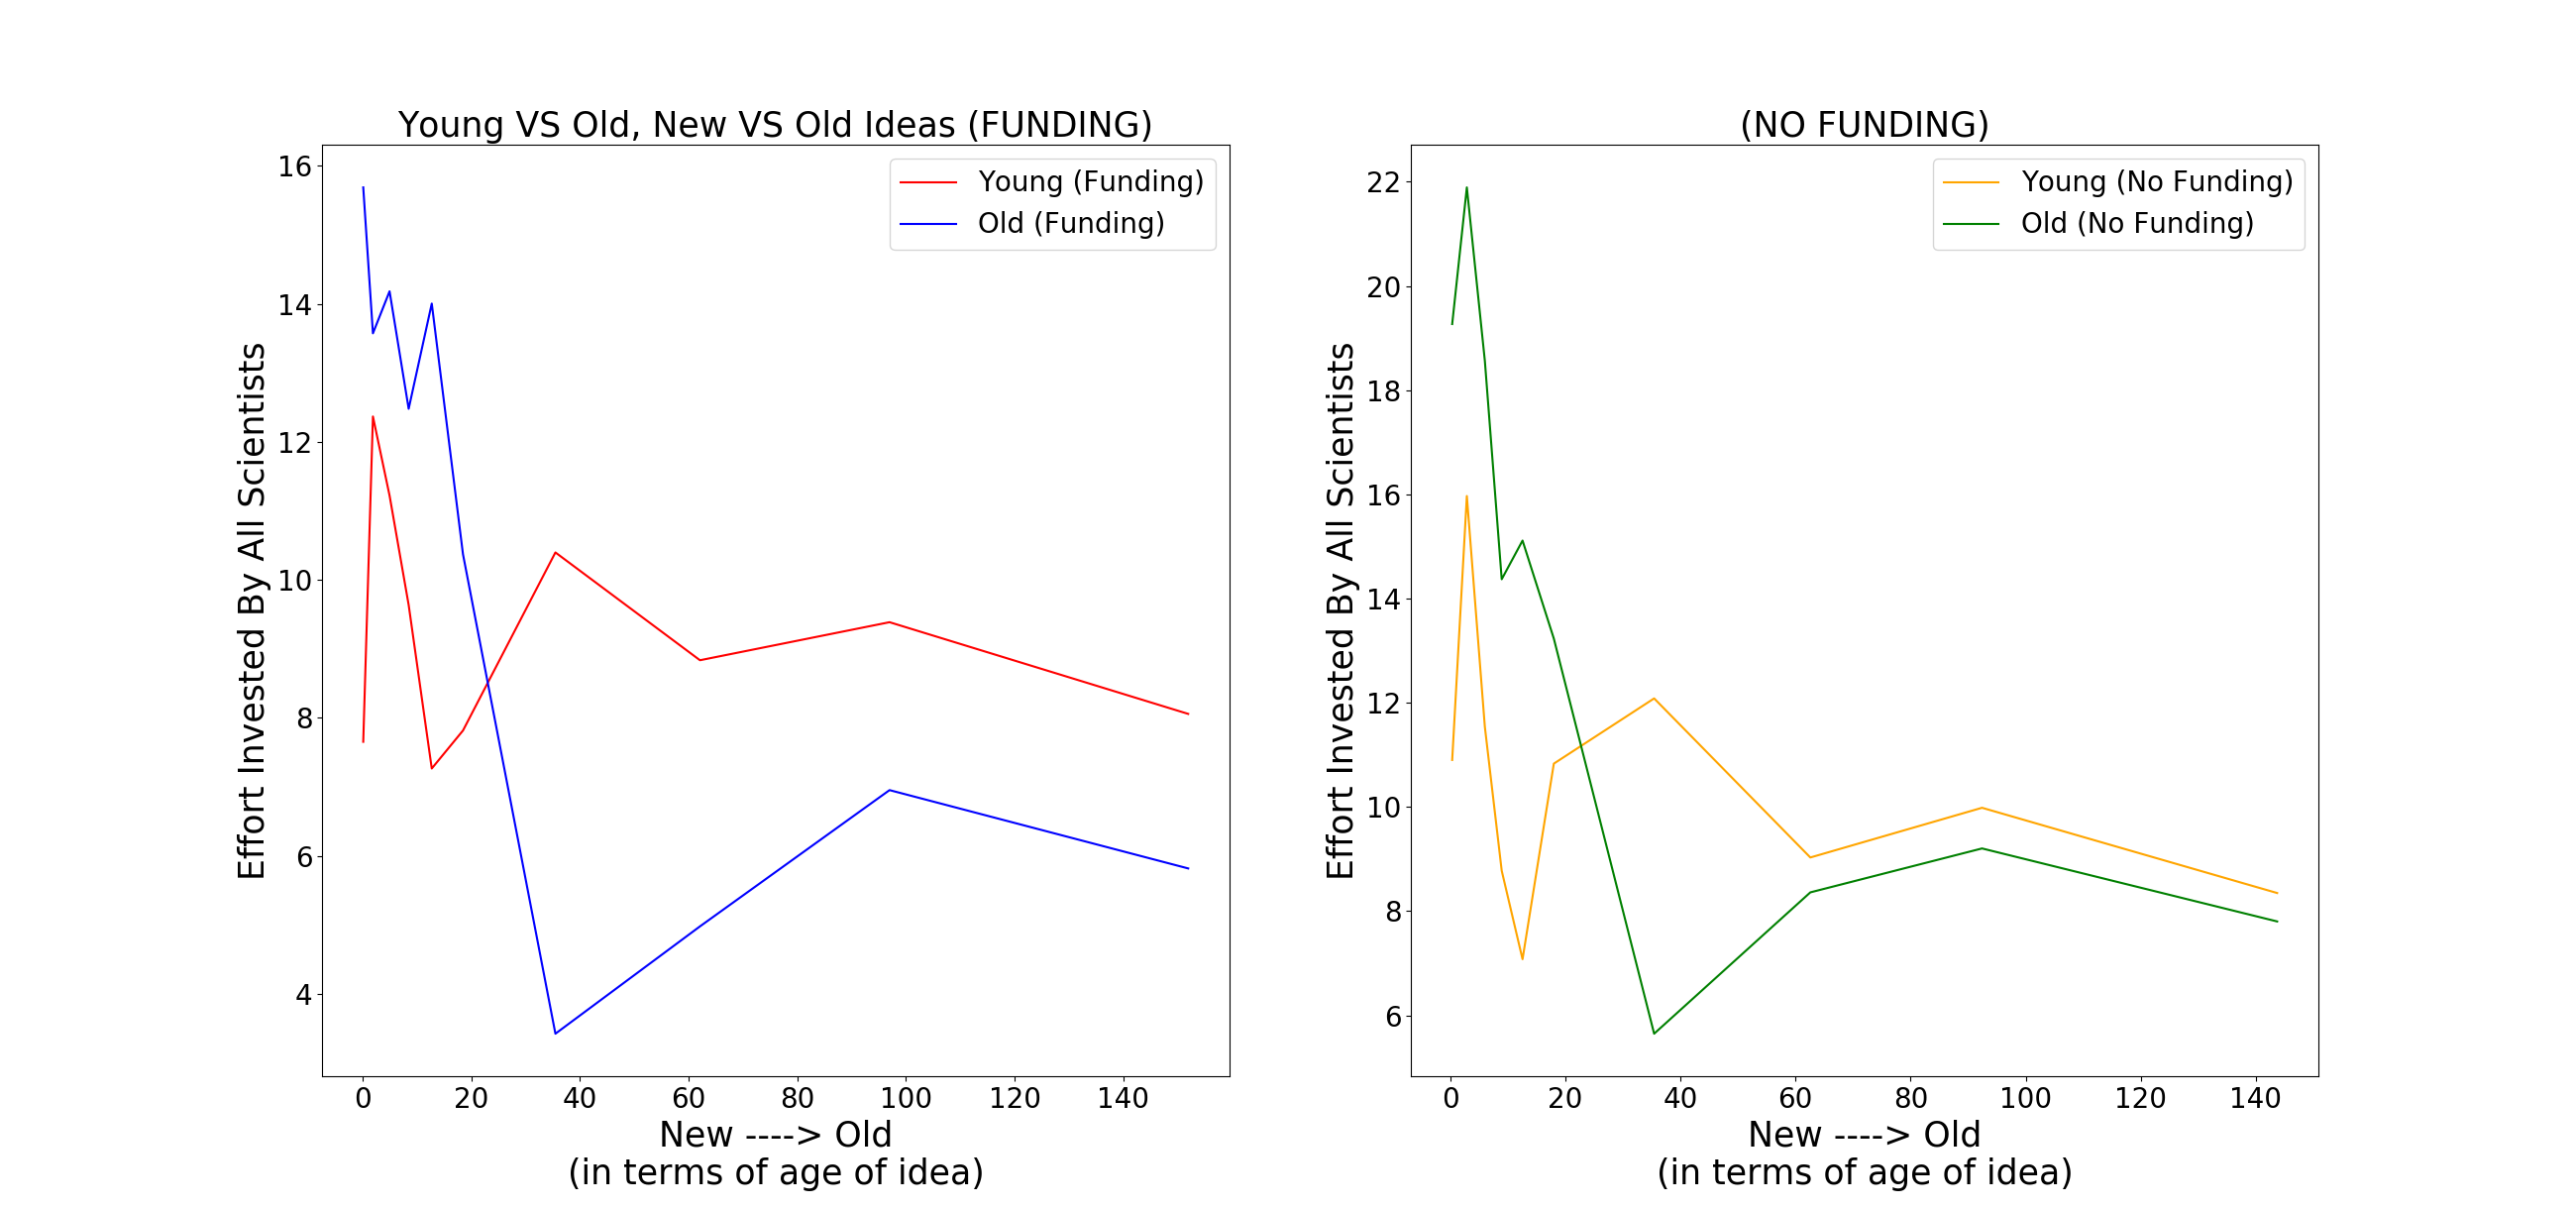 Young VS Old, New VS Old Ideas (FUNDING)
Young (Funding)
Old (Funding)
16
14
12
10
8
6
4
Effort Invested By All Scientists
0 20 40 60 80 100 120 140
New ----> Old
(in terms of age of idea)
(NO FUNDING)
Young (No Funding)
Old (No Funding)
22
20
18
16
14
12
10
8
6
Effort Invested By All Scientists
0 20 40 60 80 100 120 140
New ----> Old
(in terms of age of idea)